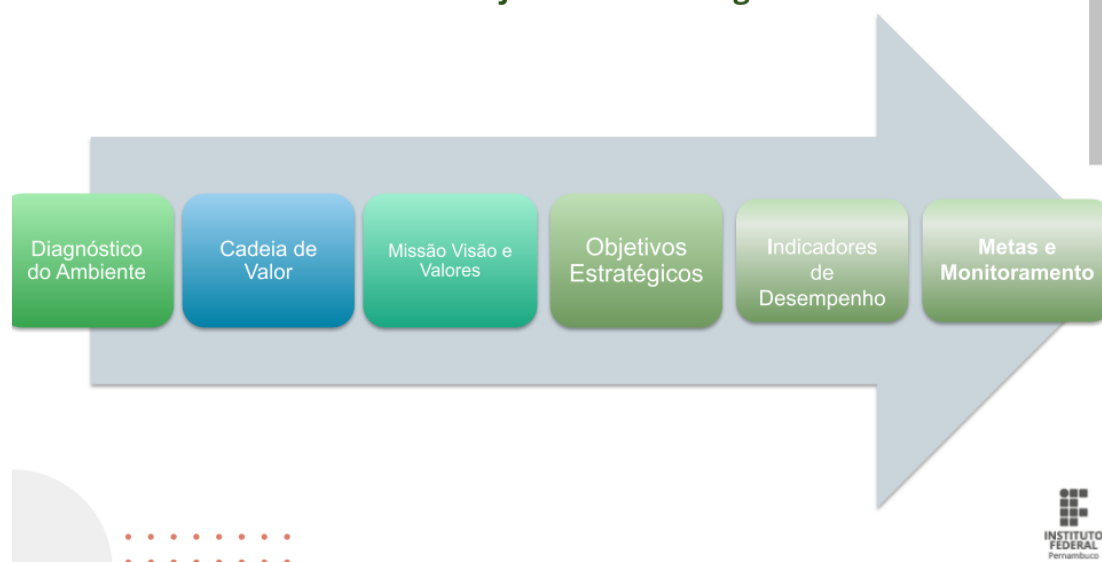 Diagnóstico
do Ambiente
Cadeia de
Valor
Missão Visão e
Valores
Objetivos
Estratégicos
Indicadores
de
Desempenho
Metas e
Monitoramento
INSTITUTO
FEDERAL
Pernambuco